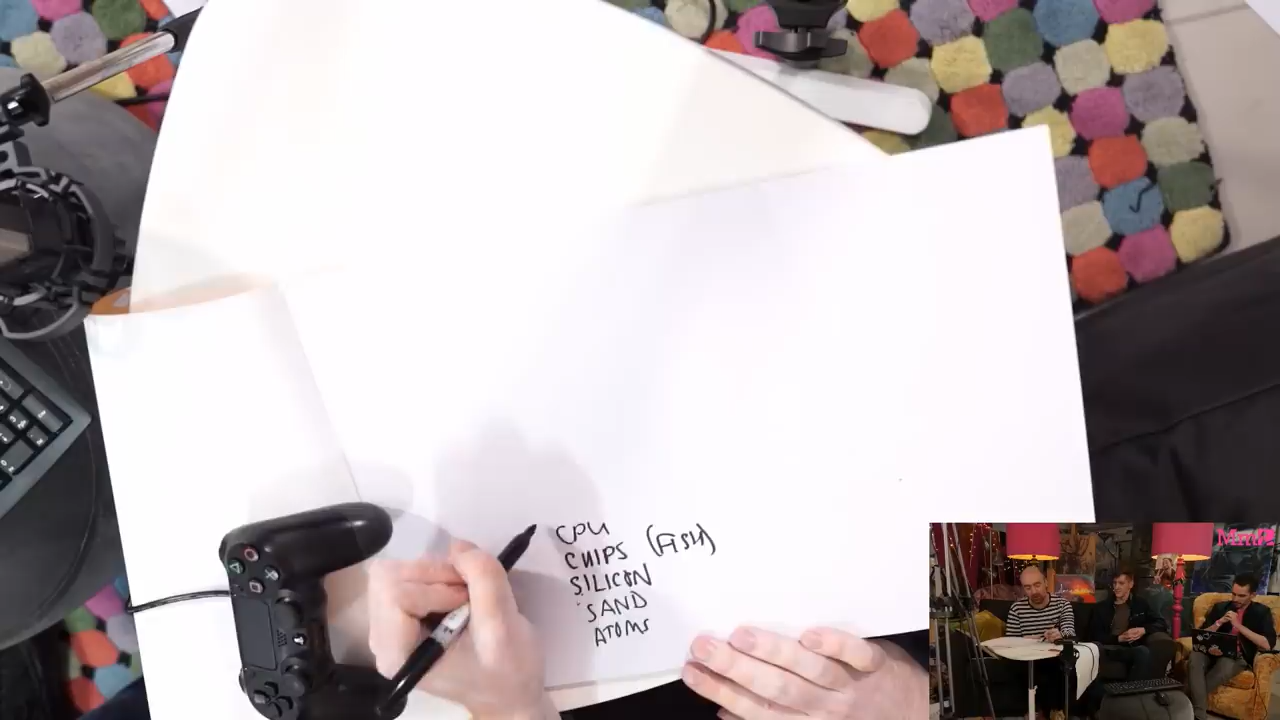 CPU
CHIPS (FISH)
SILICON
SAND
ATOMS